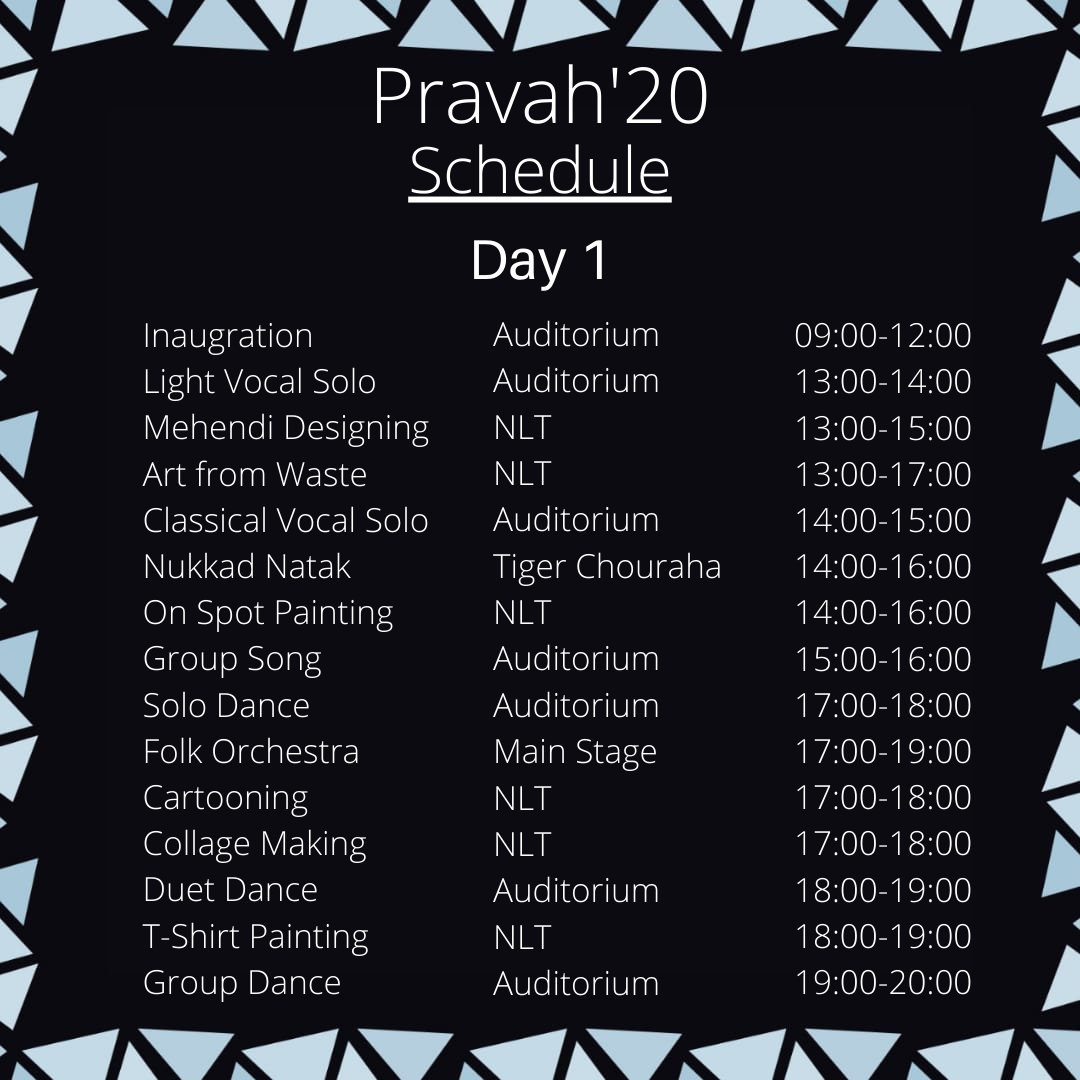 Pravah'20
Schedule
Day 1
Inaugration Auditorium 09:00-12:00
Light Vocal Solo Auditorium 13:00-14:00
Mehendi Designing NLT 13:00-15:00
Art from Waste NLT 13:00-17:00
Classical Vocal Solo Auditorium 14:00-15:00
Nukkad Natak Tiger Chouraha 14:00-16:00
On Spot Painting NLT 14:00-16:00
Group Song Auditorium 15:00-16:00
Solo Dance Auditorium 17:00-18:00
Folk Orchestra Main Stage 17:00-19:00
Cartooning NLT 17:00-18:00
Collage Making NLT 17:00-18:00
Duet Dance Auditorium 18:00-19:00
T-Shirt Painting NLT 18:00-19:00
Group Dance Auditorium 19:00-20:00